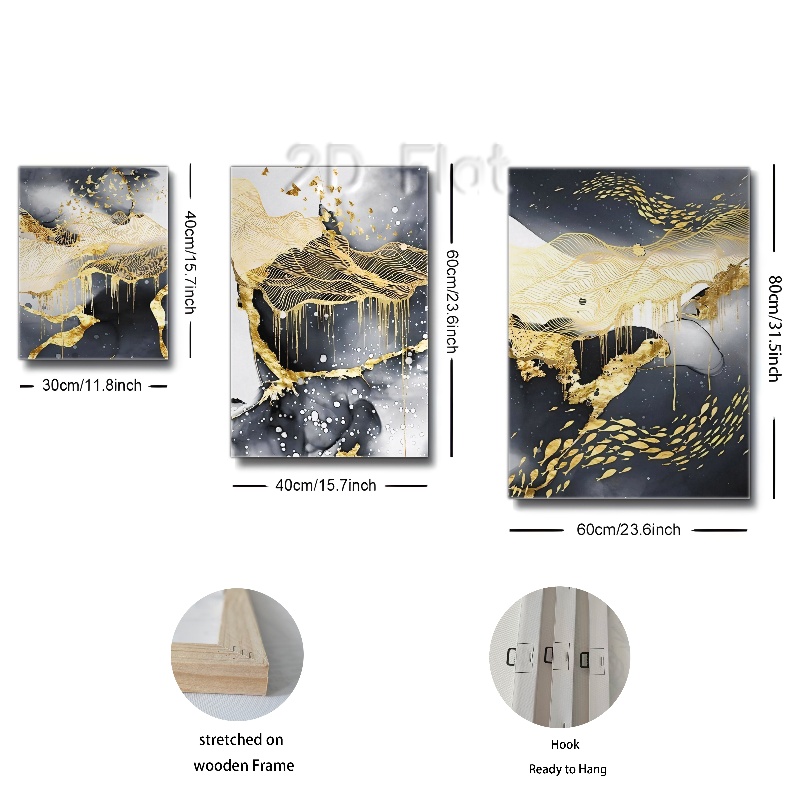 2D Flat
40cm/15.7inch
30cm/11.8inch
60cm/23.6inch
40cm/15.7inch
80cm/31.5inch
60cm/23.6inch
stretched on
wooden Frame
Hook
Ready to Hang